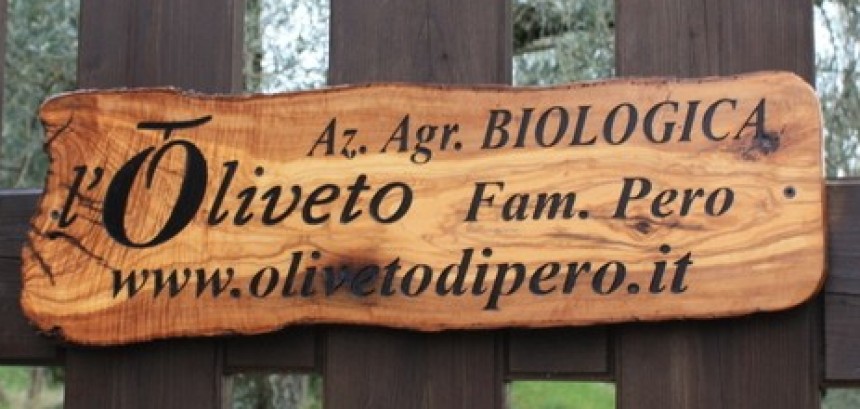 Az. Agr. BIOLOGICA
l'Oliveto Fam. Pero
www.olivetodipero.it